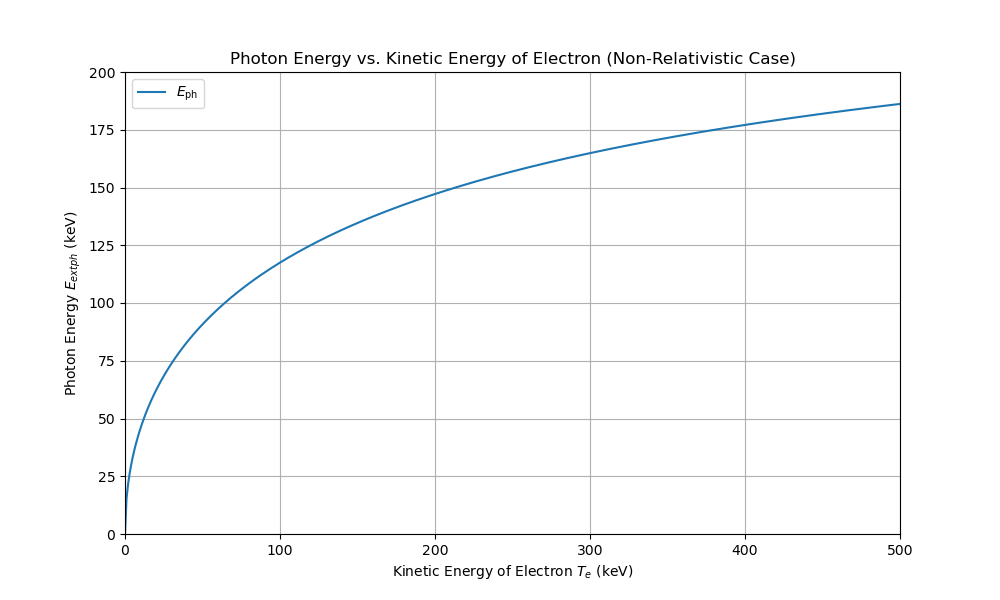 Photon Energy vs. Kinetic Energy of Electron (Non-Relativistic Case)
E_ph
Photon Energy E_extph (keV)
200
175
150
125
100
75
50
25
0
0 100 200 300 400 500
Kinetic Energy of Electron T_e (keV)